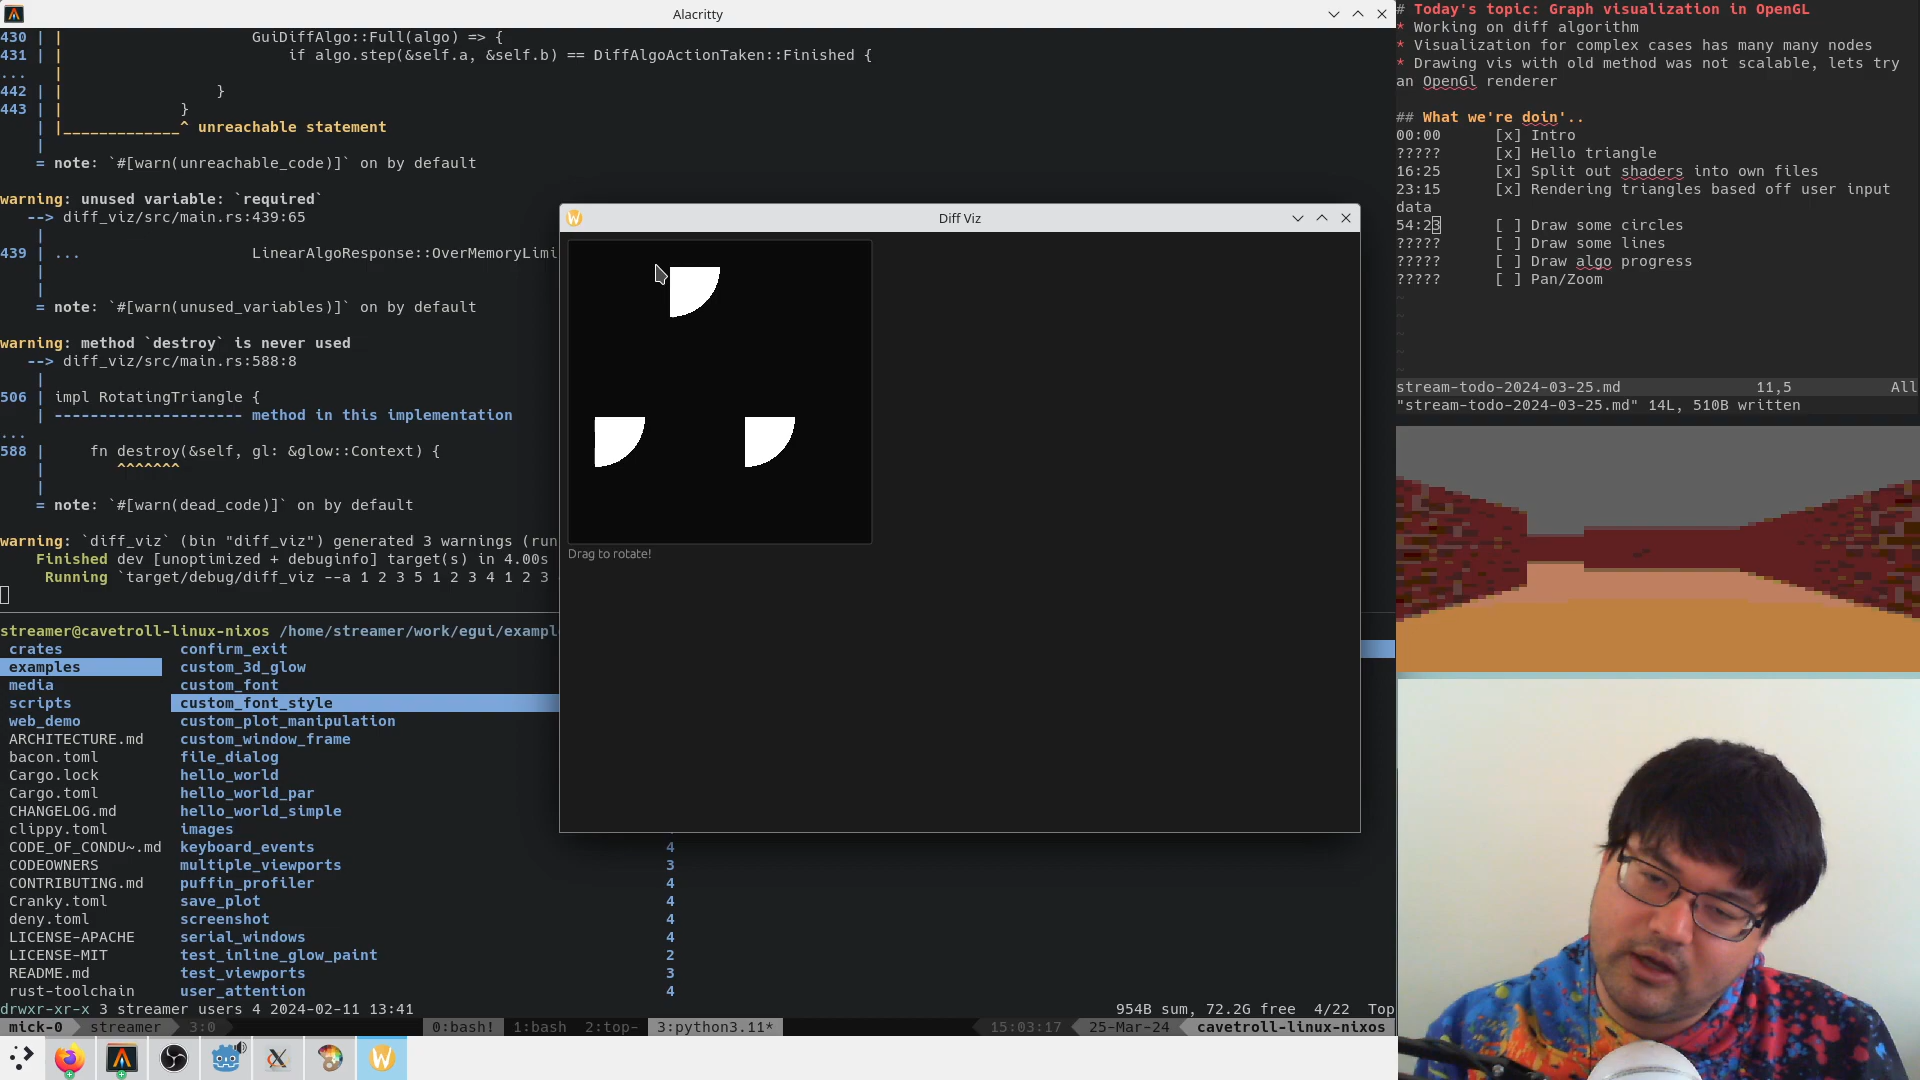 Alacritty
430 | |                     GuiDiffAlgo::Full(algo) => {
431 | |                         if algo.step(&self.a, &self.b) == DiffAlgoActionTaken::Finished {
...   |
442 | |                 }
443 | |             }
    | |_____________^ unreachable statement
    |
    = note: `#[warn(unreachable_code)]` on by default
warning: unused variable: `required`
   --> diff_viz/src/main.rs:439:65
    |
439 | ...                   LinearAlgoResponse::OverMemoryLimi
    |
    |
    = note: `#[warn(unused_variables)]` on by default
warning: method `destroy` is never used
   --> diff_viz/src/main.rs:588:8
    |
506 | impl RotatingTriangle {
    | --------------------- method in this implementation
...
588 |     fn destroy(&self, gl: &glow::Context) {
    |        ^^^^^^^
    |
    = note: `#[warn(dead_code)]` on by default
warning: `diff_viz` (bin "diff_viz") generated 3 warnings (run
    Finished dev [unoptimized + debuginfo] target(s) in 4.00s
     Running `target/debug/diff_viz --a 1 2 3 5 1 2 3 4 1 2 3
streamer@cavetroll-linux-nixos /home/streamer/work/egui/exampl
crates confirm_exit
examples custom_3d_glow
media custom_font
scripts custom_font_style
web_demo custom_plot_manipulation
ARCHITECTURE.md custom_window_frame
bacon.toml file_dialog
Cargo.lock hello_world
Cargo.toml hello_world_par
CHANGELOG.md hello_world_simple
clippy.toml images
CODE_OF_CONDU~.md keyboard_events 4
CODEOWNERS multiple_viewports 3
CONTRIBUTING.md puffin_profiler 4
Cranky.toml save_plot 4
deny.toml screenshot 4
LICENSE-APACHE serial_windows 4
LICENSE-MIT test_inline_glow_paint 2
README.md test_viewports 3
rust-toolchain user_attention 4
drwxr-xr-x 3 streamer users 4 2024-02-11 13:41 954B sum, 72.2G free 4/22 Top
mick-0 streamer 3:0 0:bash! 1:bash 2:top- 3:python3.11* 15:03:17 25-Mar-24 cavetroll-linux-nixos
Diff Viz
Drag to rotate!
# Today's topic: Graph visualization in OpenGL
* Working on diff algorithm
* Visualization for complex cases has many many nodes
* Drawing vis with old method was not scalable, lets try
an OpenGl renderer
## What we're doin'..
00:00 [x] Intro
????? [x] Hello triangle
16:25 [x] Split out shaders into own files
23:15 [x] Rendering triangles based off user input
data
54:23 [ ] Draw some circles
????? [ ] Draw some lines
????? [ ] Draw algo progress
????? [ ] Pan/Zoom
~
~
~
~
~
stream-todo-2024-03-25.md 11,5 All
"stream-todo-2024-03-25.md" 14L, 510B written